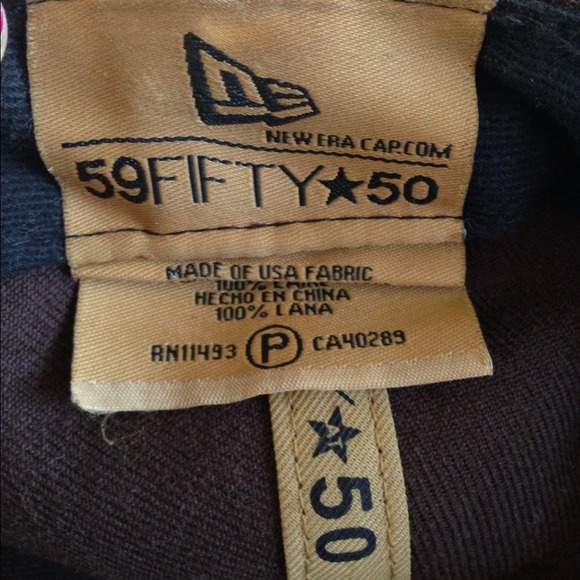 NEW ERA CAP.COM
59FIFTY★50
MADE OF USA FABRIC
100% LAINE
HECHO EN CHINA
100% LANA
RN11493 P CA40289
★50